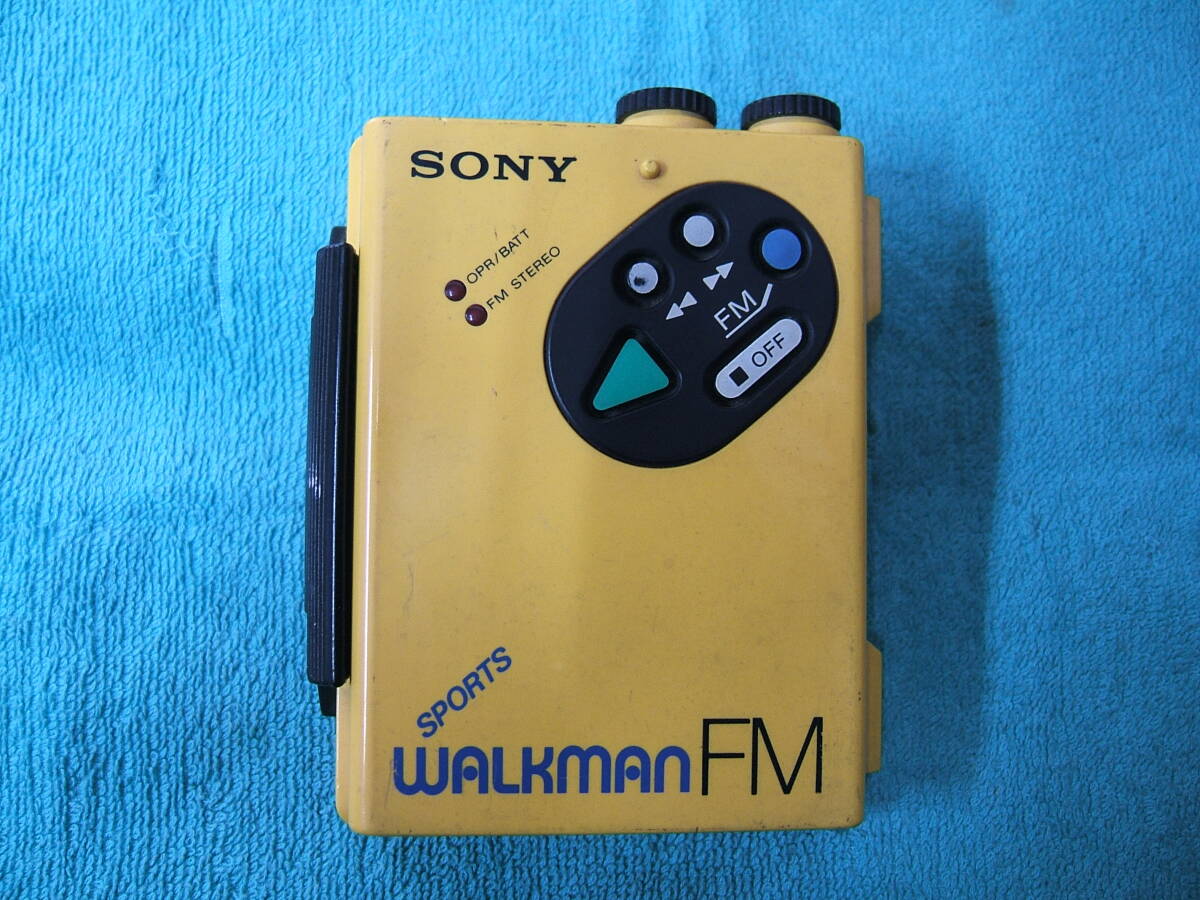 SONY
OPR/BATT
FM STEREO
FM
OFF
SPORTS
WALKMAN FM